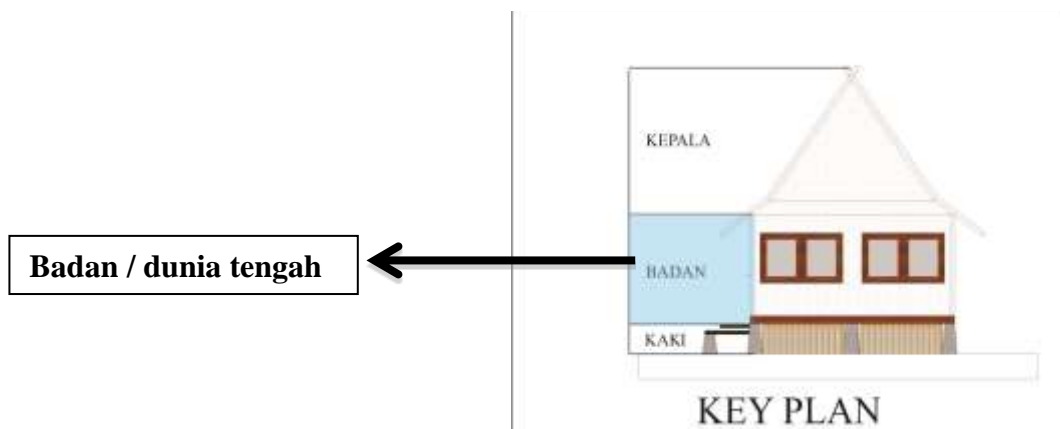 KEPALA
Badan / dunia tengah
BADAN
KAKI
KEY PLAN